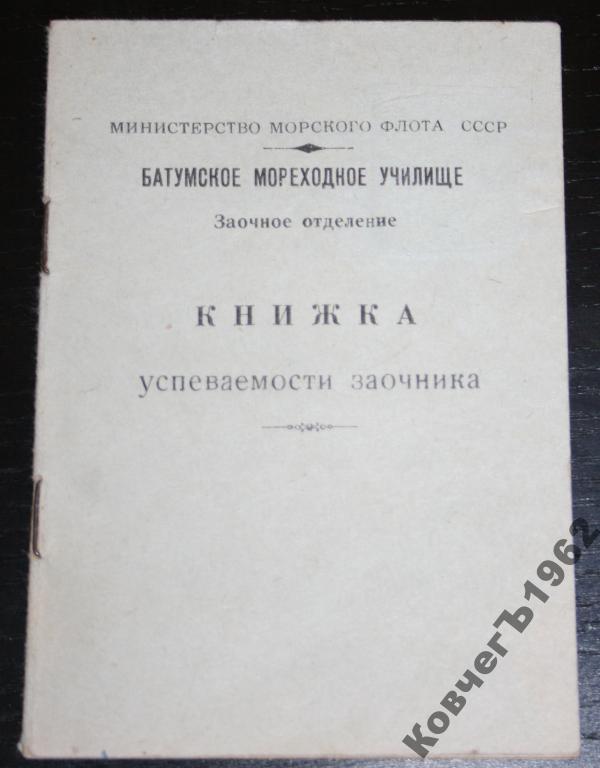 МИНИСТЕРСТВО МОРСКОГО ФЛОТА СССР
БАТУМСКОЕ МОРЕХОДНОЕ УЧИЛИЩЕ
Заочное отделение
КНИЖКА
успеваемости заочника
КовчегЪ1962